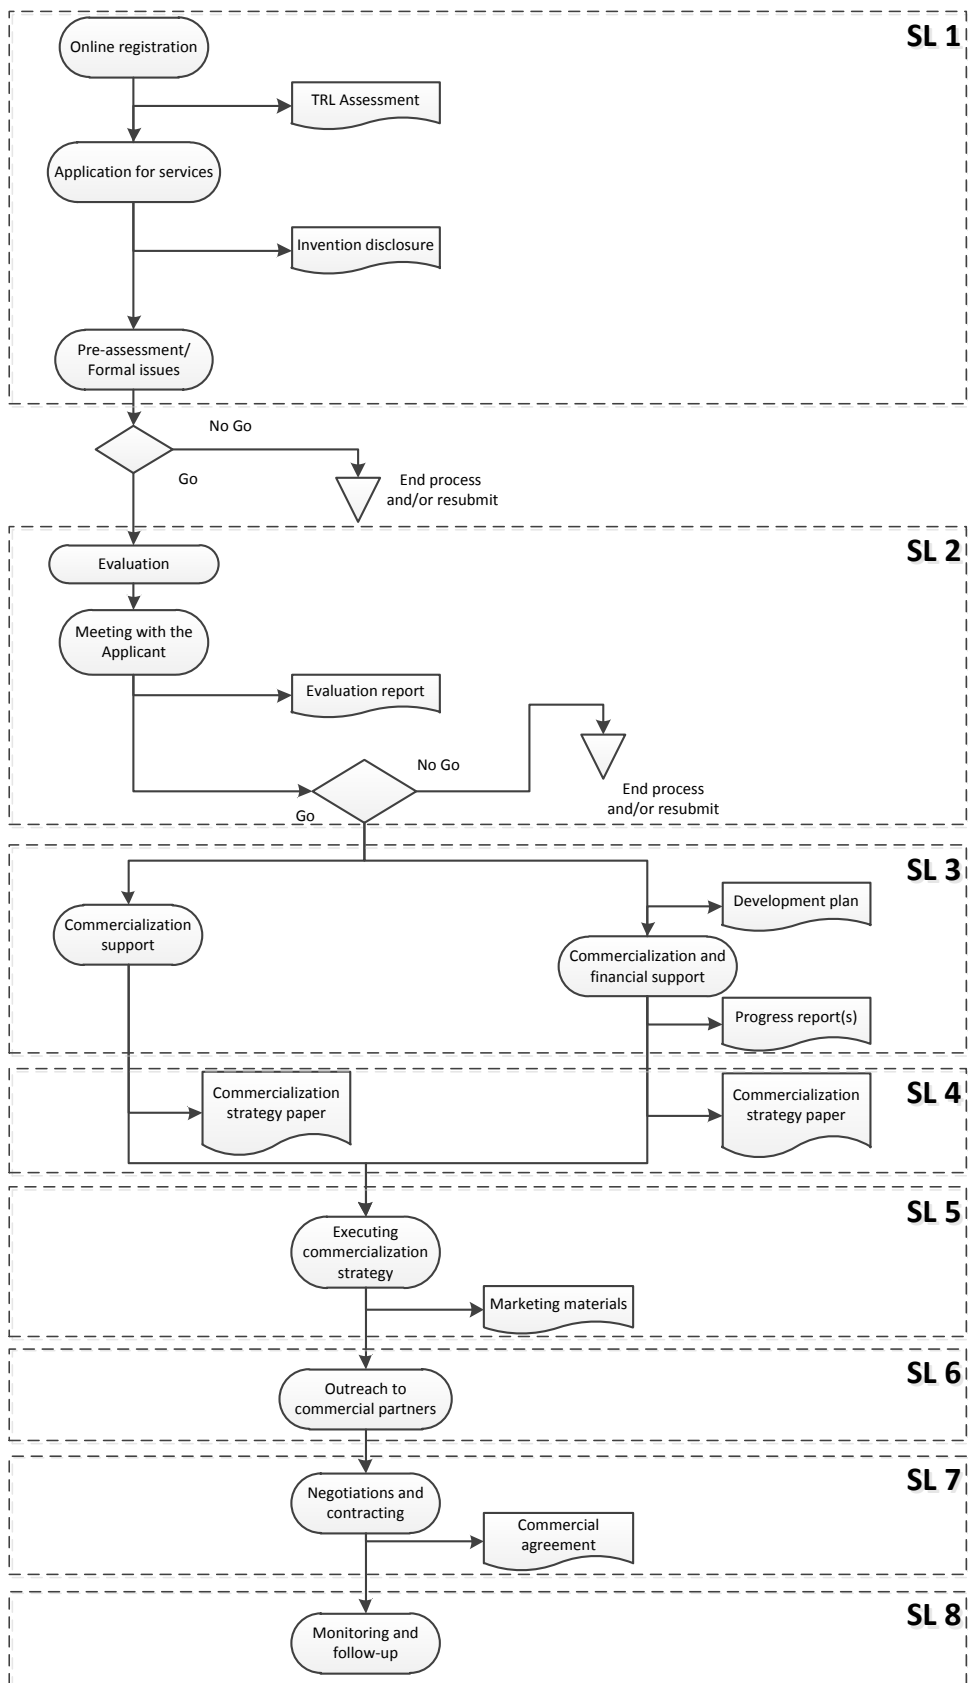 SL 1
Online registration
TRL Assessment
Application for services
Invention disclosure
Pre-assessment/
Formal issues
No Go
Go
End process
and/or resubmit
SL 2
Evaluation
Meeting with the
Applicant
Evaluation report
No Go
Go
End process
and/or resubmit
SL 3
Development plan
Commercialization
support
Commercialization and
financial support
Progress report(s)
SL 4
Commercialization
strategy paper
Commercialization
strategy paper
SL 5
Executing
commercialization
strategy
Marketing materials
SL 6
Outreach to
commercial partners
SL 7
Negotiations and
contracting
Commercial
agreement
SL 8
Monitoring and
follow-up